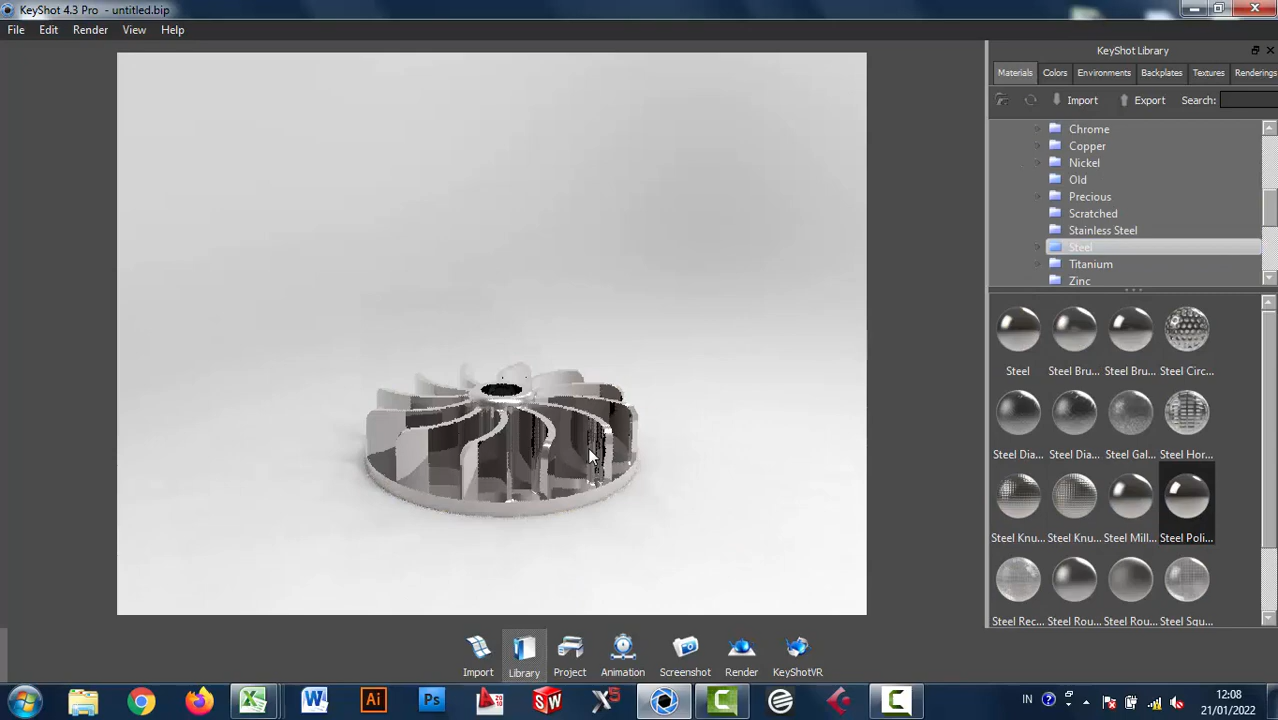 KeyShot 4.3 Pro - untitled.bip
File Edit Render View Help
KeyShot Library
Materials Colors Environments Backplates Textures Renderings
Import Export Search:
Chrome
Copper
Nickel
Old
Precious
Scratched
Stainless Steel
Steel
Titanium
Zinc
Steel Steel Bru... Steel Bru... Steel Circ...
Steel Dia... Steel Dia... Steel Gal... Steel Hor...
Steel Knu... Steel Knu... Steel Mill... Steel Poli...
Steel Rec... Steel Rou... Steel Rou... Steel Squ...
Import Library Project Animation Screenshot Render KeyShotVR
IN 12:08
21/01/2022